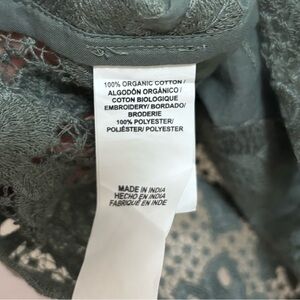 100% ORGANIC COTTON/
ALGODÓN ORGÁNICO/
COTON BIOLOGIQUE
EMBROIDERY/ BORDADO/
BRODERIE
100% POLYESTER/
POLIÉSTER/ POLYESTER
MADE IN INDIA
HECHO EN INDIA
FABRIQUÉ EN INDE